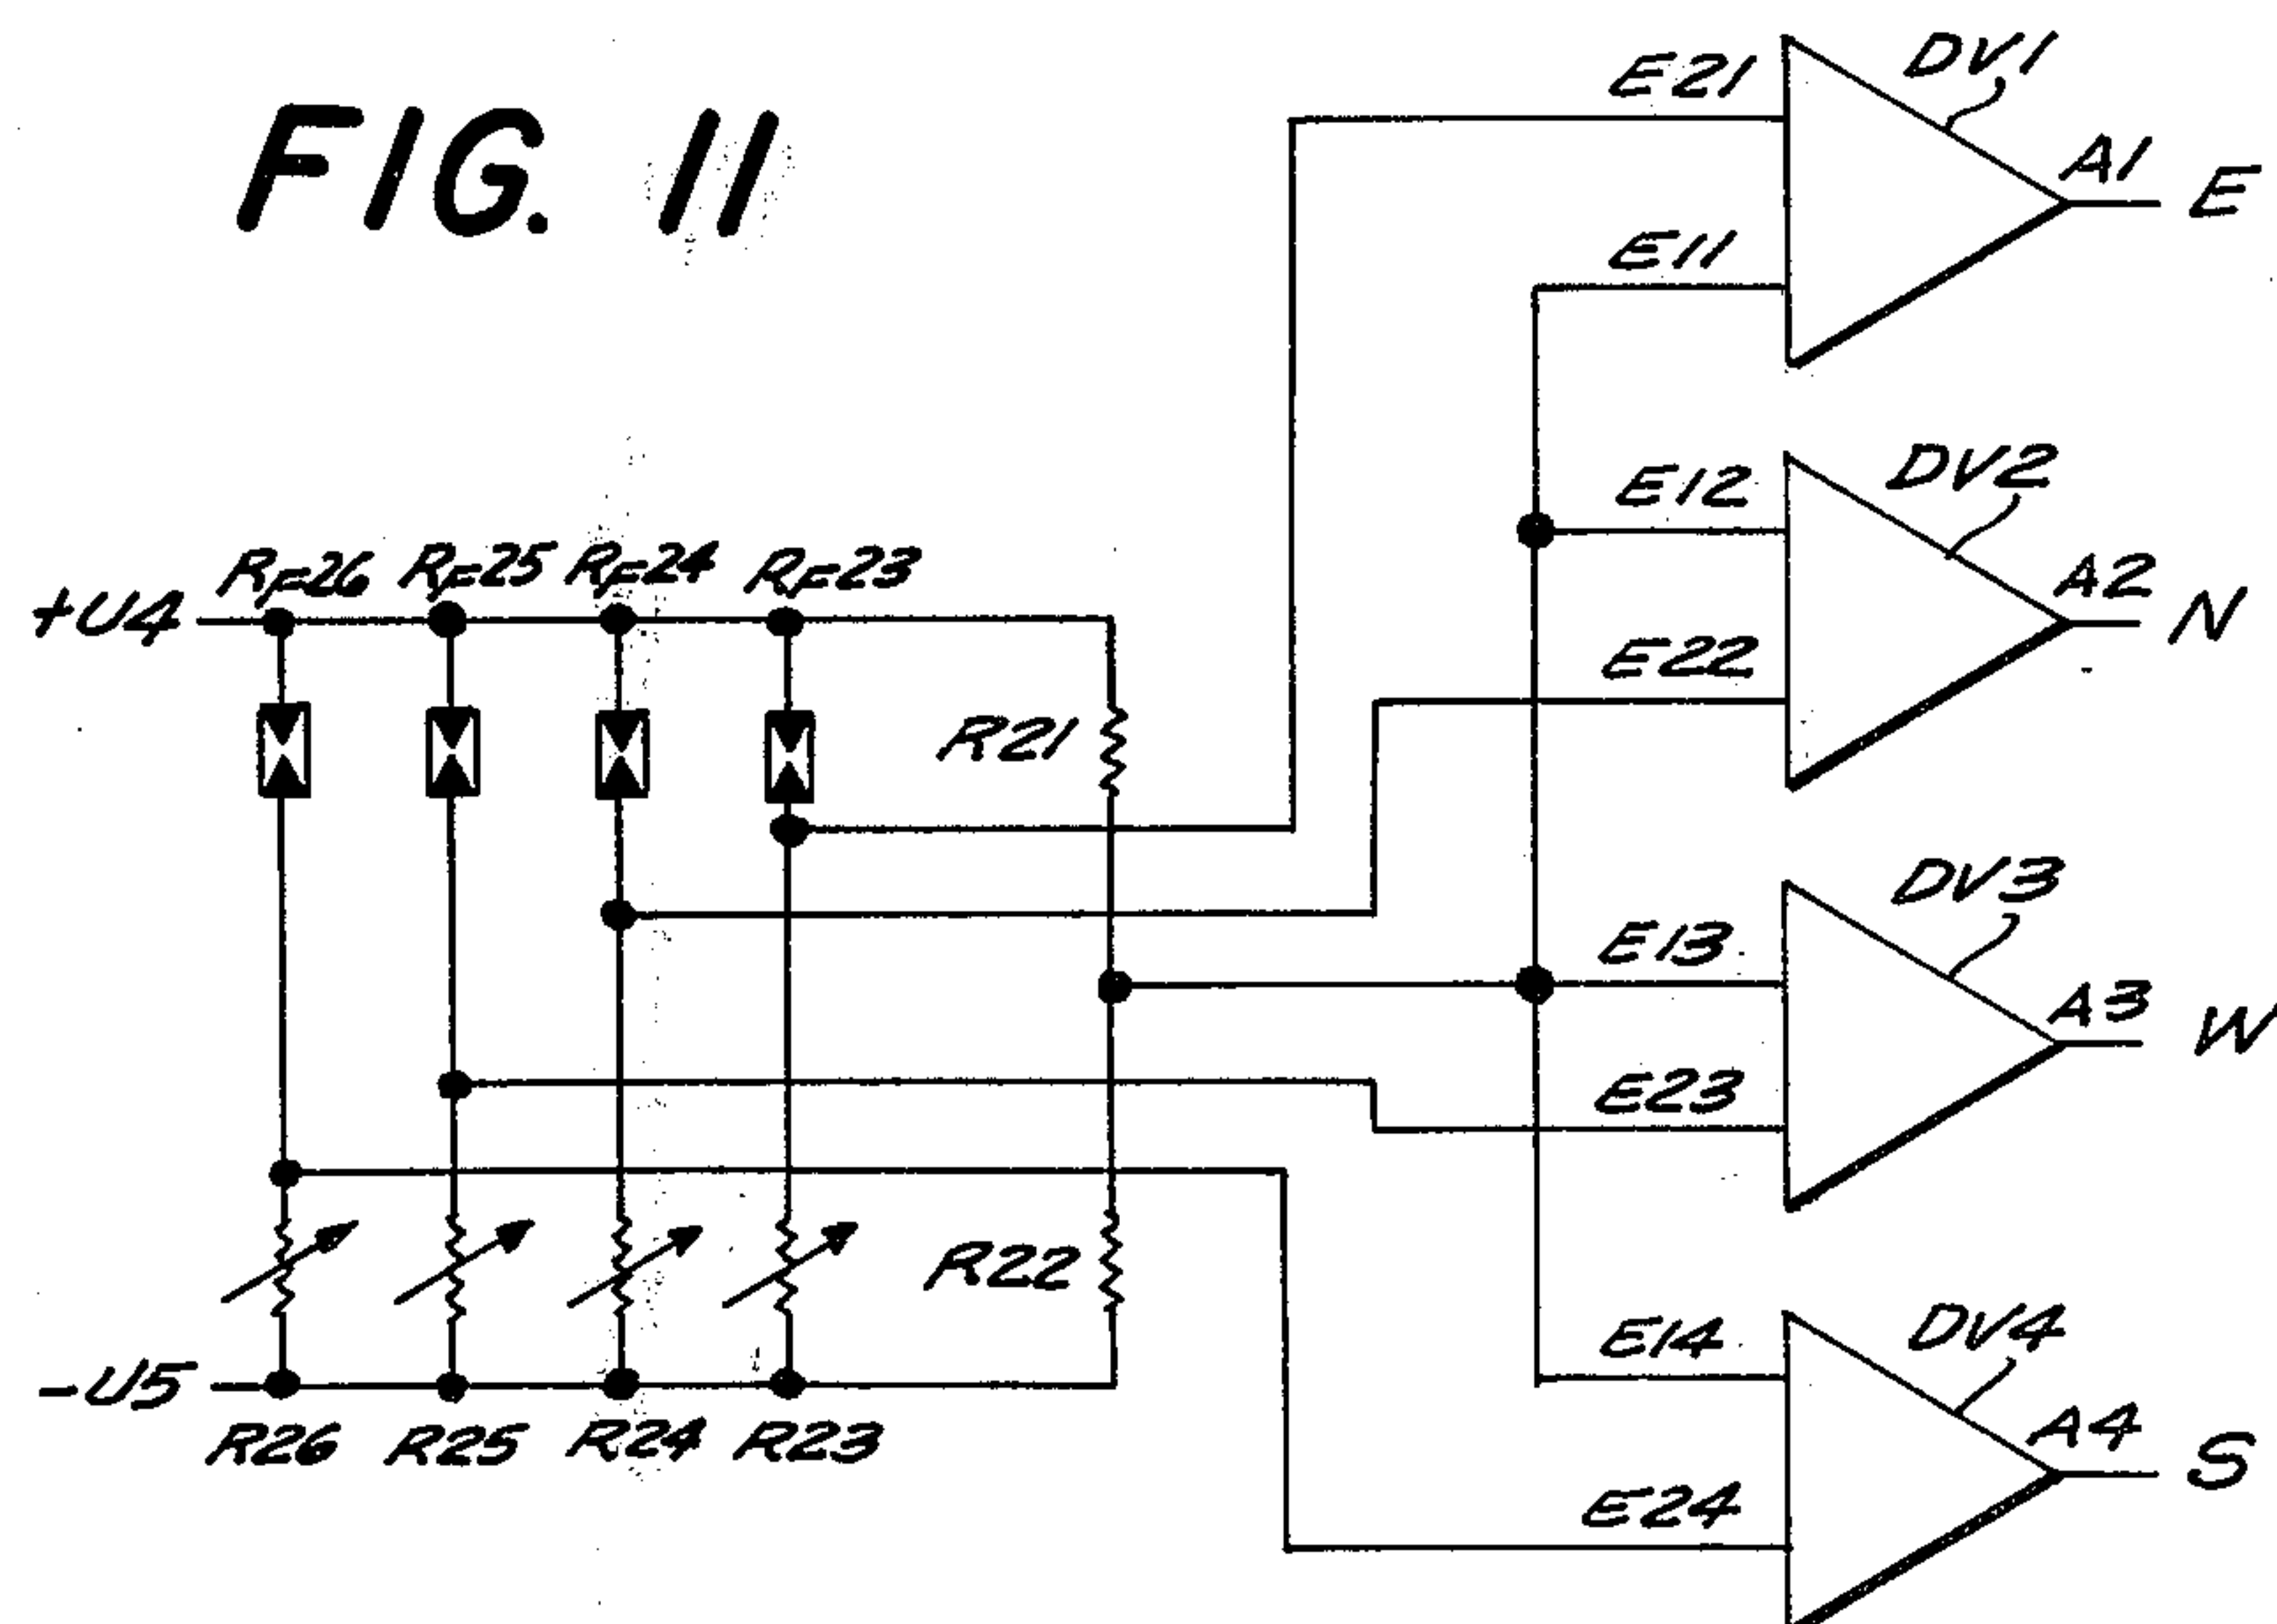 FIG. 11
E21
DV1
A1
E
E11
E12
DV2
A2
N
E22
+U4
RF26
RF25
RF24
RF23
R21
E13
DV3
A3
W
E23
R22
-U5
R26
R25
R24
R23
E14
DV4
A4
S
E24